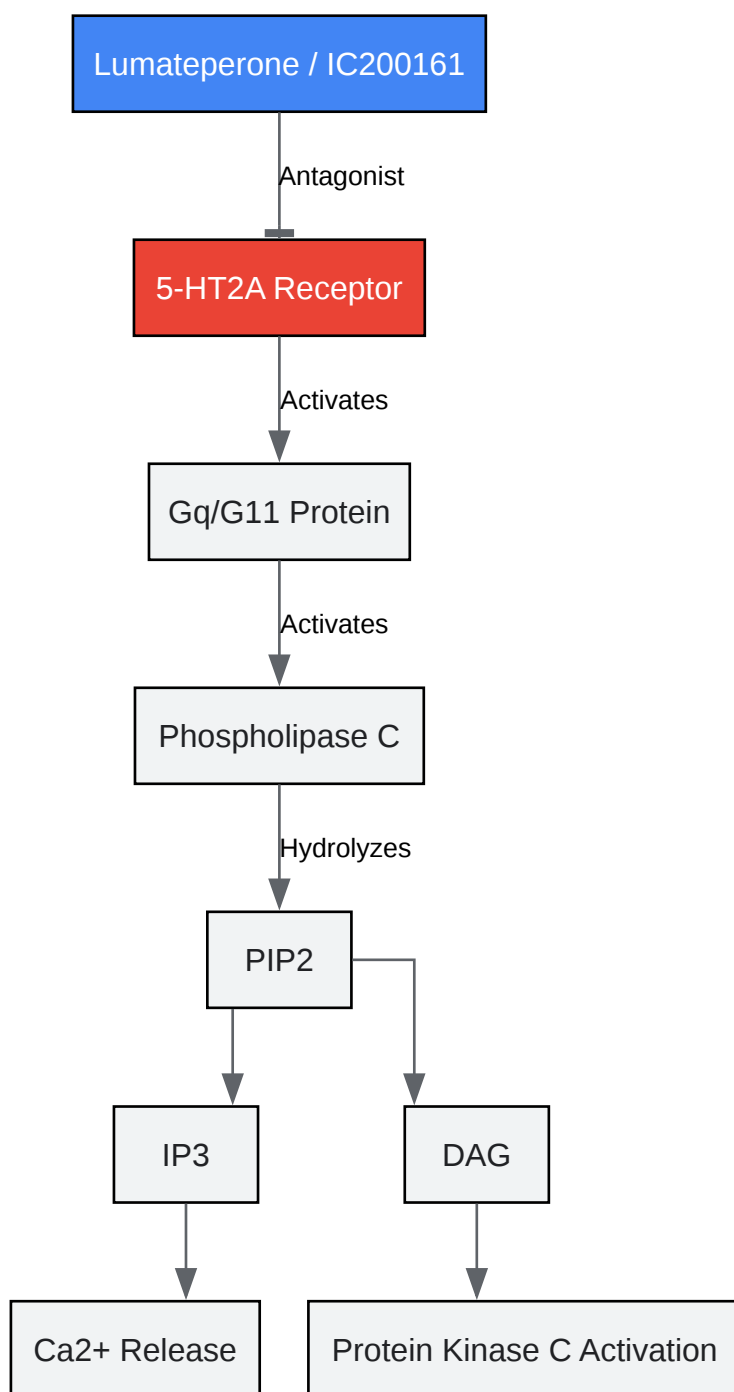 Lumateperone / IC200161
Antagonist
5-HT2A Receptor
Activates
Gq/G11 Protein
Activates
Phospholipase C
Hydrolyzes
PIP2
IP3
DAG
Ca2+ Release
Protein Kinase C Activation